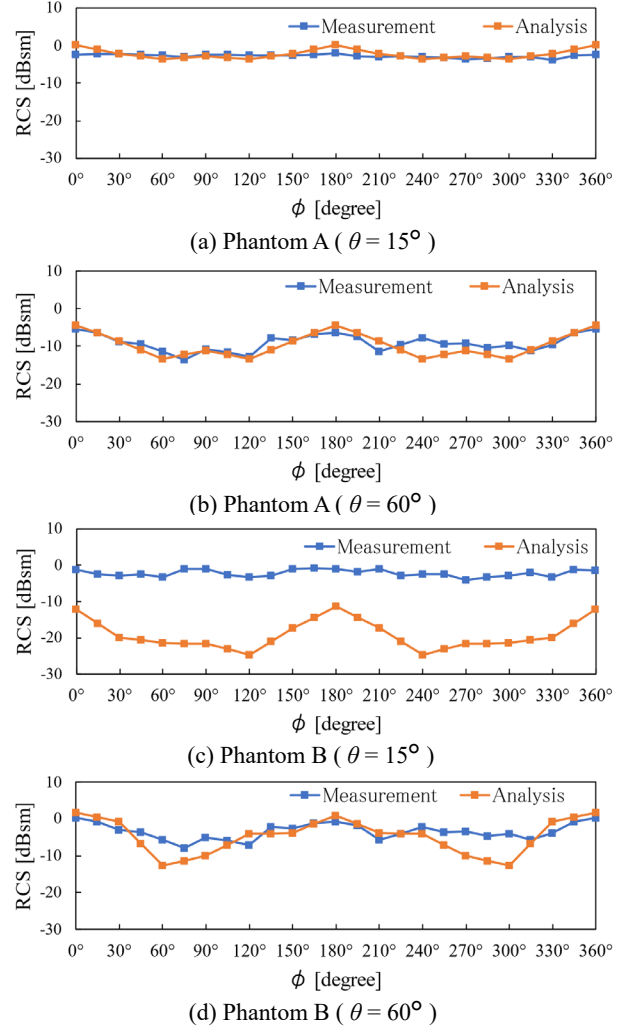 10
0
-10
-20
-30
RCS [dBsm]
Measurement Analysis
0° 30° 60° 90° 120° 150° 180° 210° 240° 270° 300° 330° 360°
ϕ [degree]
(a) Phantom A ( θ = 15° )
10
0
-10
-20
-30
RCS [dBsm]
Measurement Analysis
0° 30° 60° 90° 120° 150° 180° 210° 240° 270° 300° 330° 360°
ϕ [degree]
(b) Phantom A ( θ = 60° )
10
0
-10
-20
-30
RCS [dBsm]
Measurement Analysis
0° 30° 60° 90° 120° 150° 180° 210° 240° 270° 300° 330° 360°
ϕ [degree]
(c) Phantom B ( θ = 15° )
10
0
-10
-20
-30
RCS [dBsm]
Measurement Analysis
0° 30° 60° 90° 120° 150° 180° 210° 240° 270° 300° 330° 360°
ϕ [degree]
(d) Phantom B ( θ = 60° )